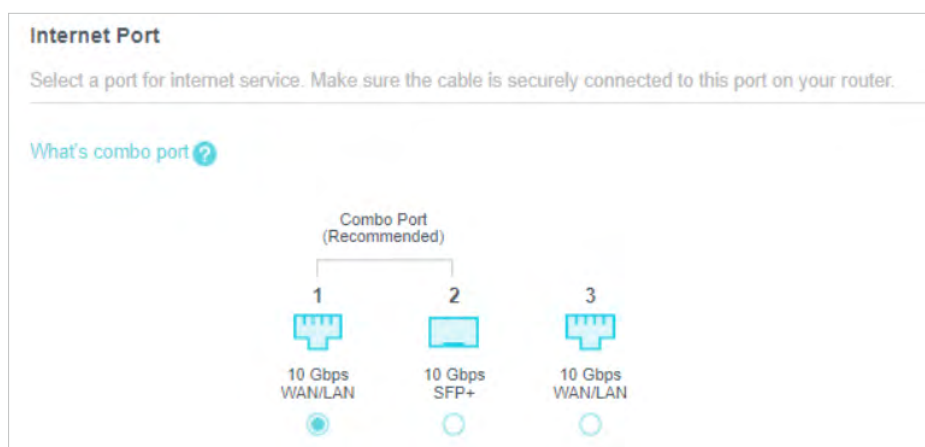 Internet Port
Select a port for internet service. Make sure the cable is securely connected to this port on your router.
What's combo port ?
Combo Port
(Recommended)
1 2 3
10 Gbps 10 Gbps 10 Gbps
WAN/LAN SFP+ WAN/LAN